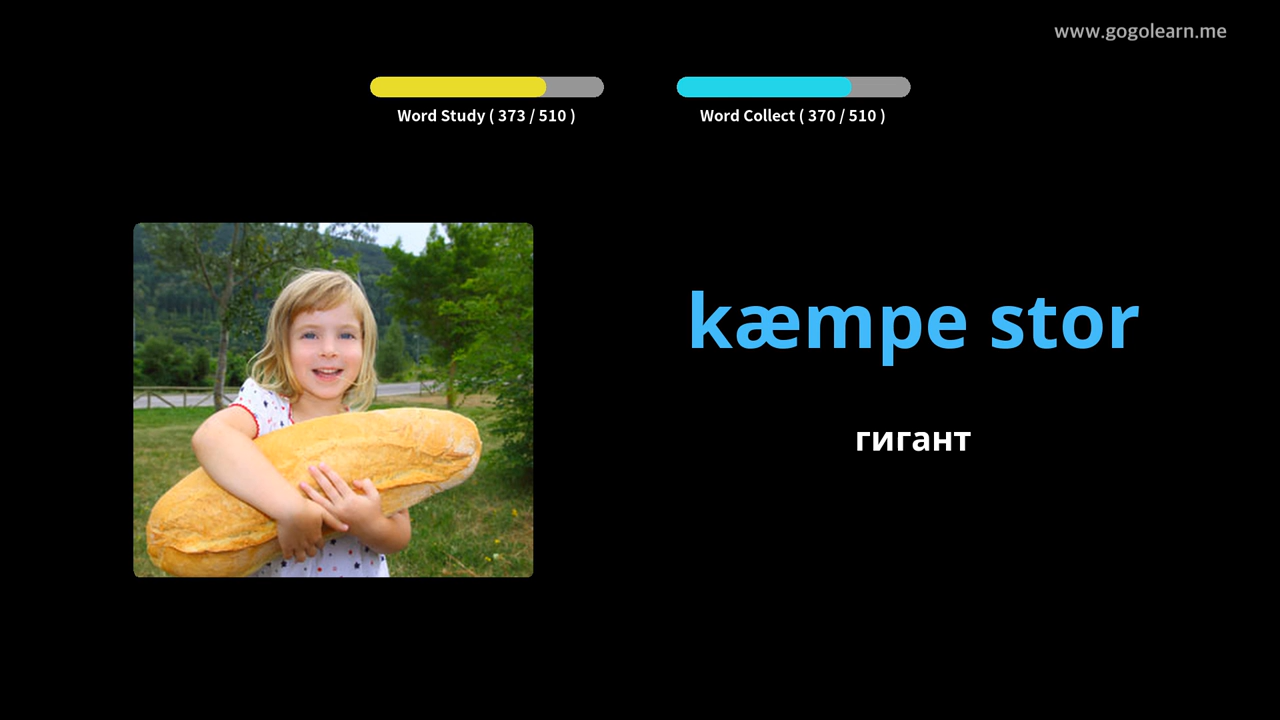 www.gogolearn.me
Word Study ( 373 / 510 )
Word Collect ( 370 / 510 )
kæmpe stor
гигант